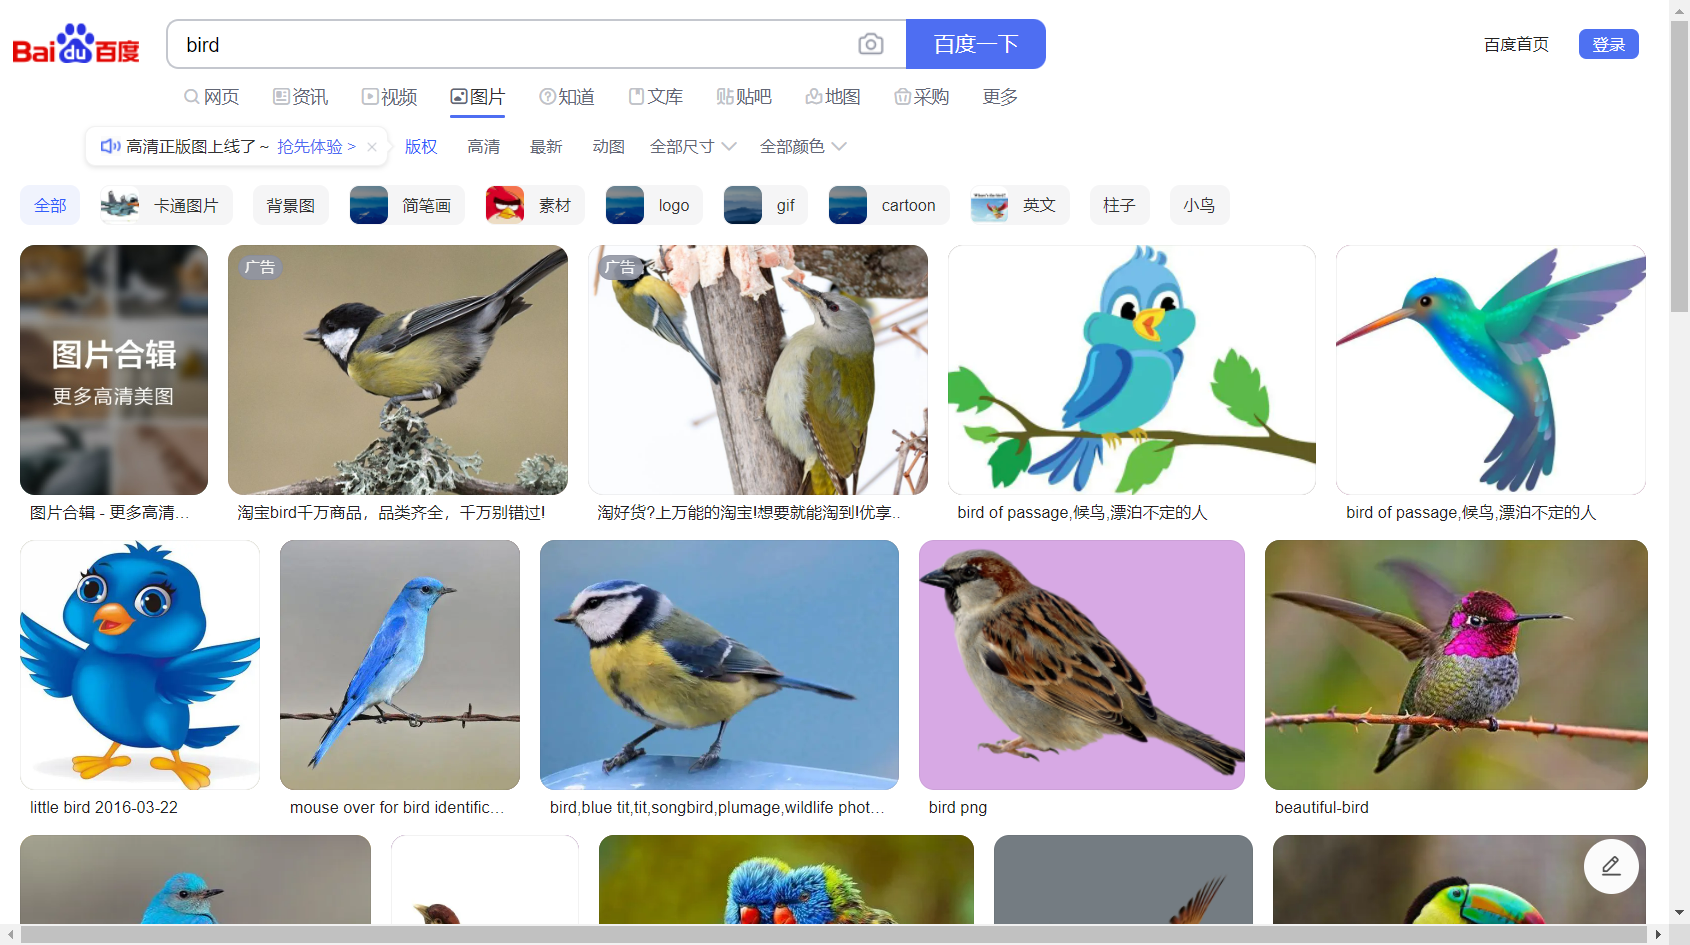 Bai du 百度
bird
百度一下
百度首页
登录
网页 资讯 视频 图片 知道 文库 贴吧 地图 采购 更多
高清正版图上线了~ 抢先体验 >
版权 高清 最新 动图 全部尺寸 全部颜色
全部 卡通图片 背景图 简笔画 素材 logo gif cartoon 英文 柱子 小鸟
广告
广告
图片合辑
更多高清美图
图片合辑 - 更多高清...
淘宝bird千万商品，品类齐全，千万别错过!
淘好货?上万能的淘宝!想要就能淘到!优享..
bird of passage,候鸟,漂泊不定的人
bird of passage,候鸟,漂泊不定的人
little bird 2016-03-22
mouse over for bird identific...
bird,blue tit,tit,songbird,plumage,wildlife phot...
bird png
beautiful-bird